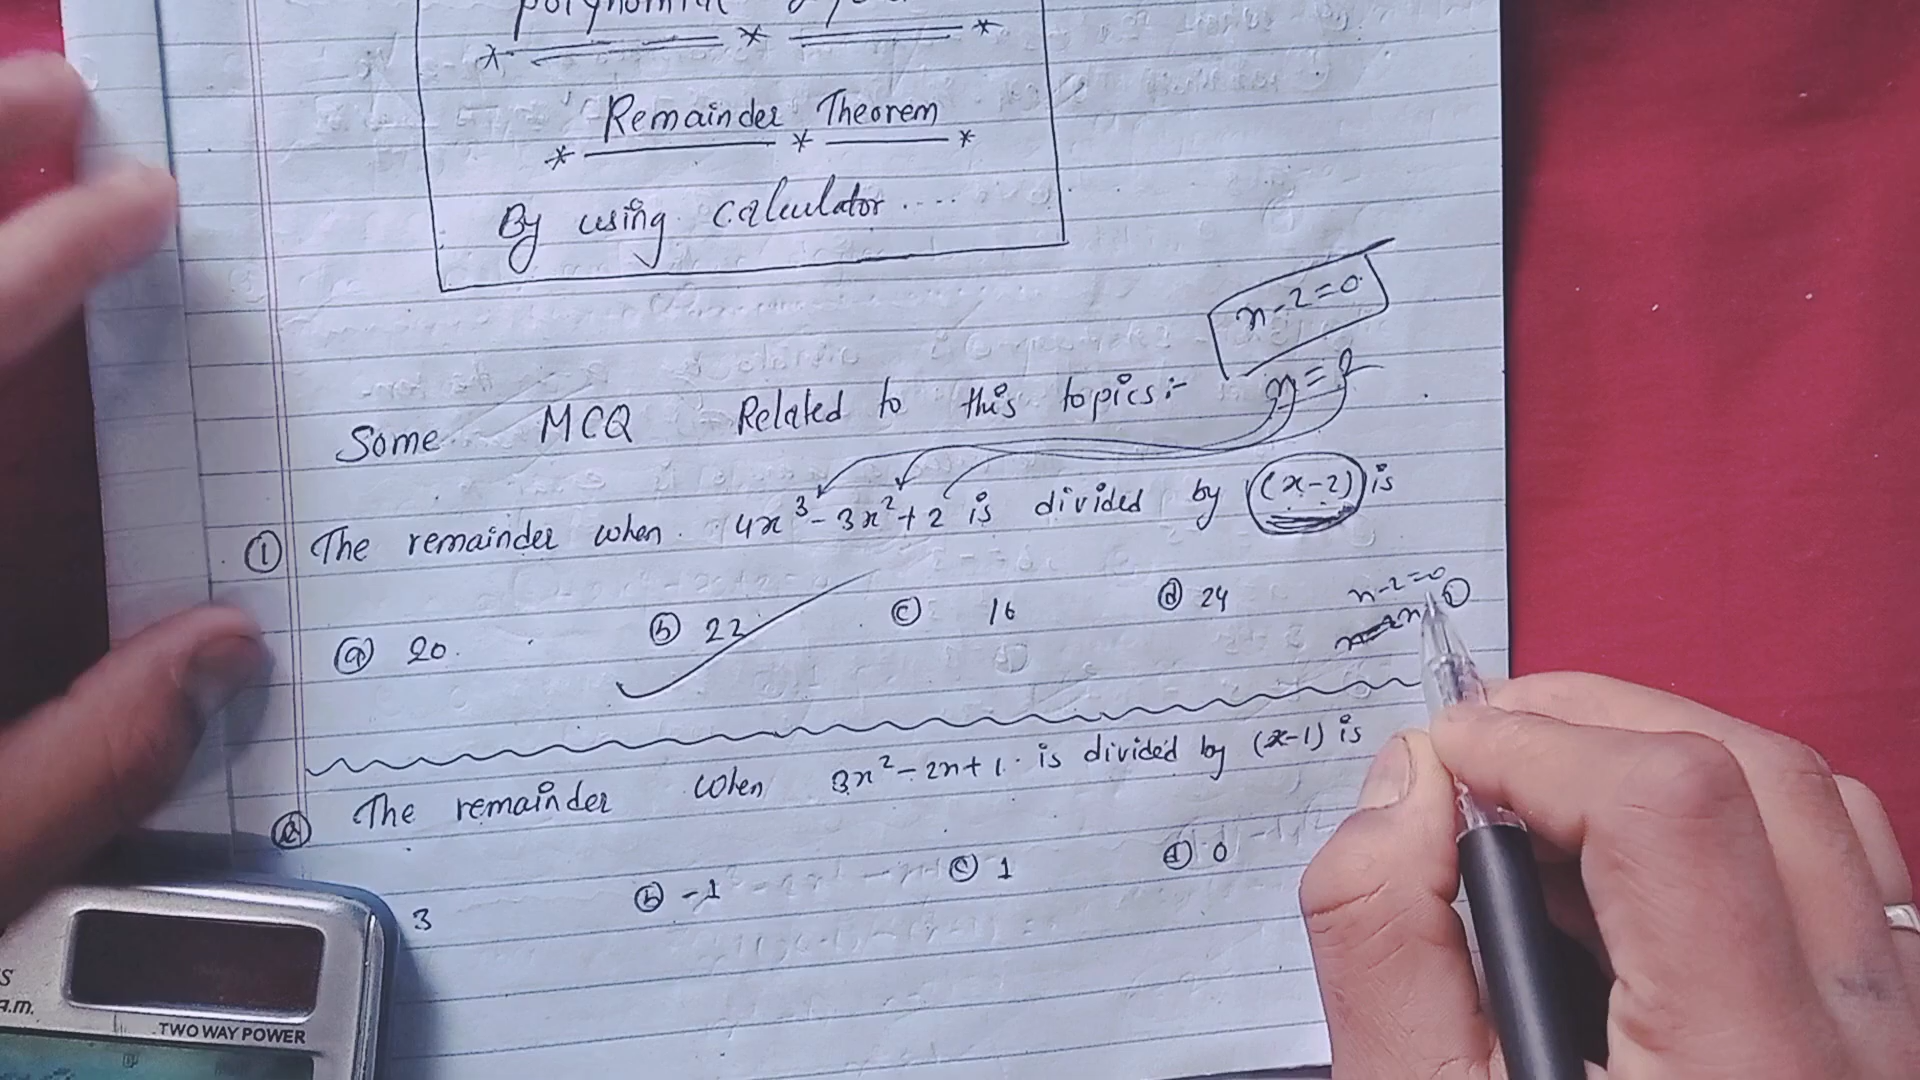 Remainder Theorem
By using calculator ....
x-2=0
x=2
Some MCQ Related to this topics:-
① The remainder when 4x³-3x²+2 is divided by (x-2) is
ⓐ 20 ⓑ 22 ⓒ 16 ⓓ 24
x-2=0
② The remainder when 3x²-2x+1 is divided by (x-1) is
3 ⓑ -1 ⓒ 1 ⓓ 0
TWO WAY POWER